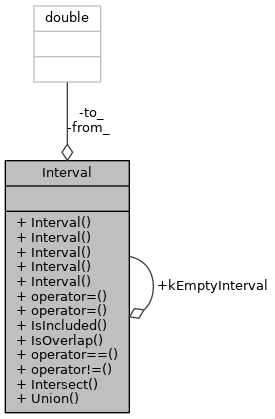 double
-to_
-from_
Interval
+ Interval()
+ Interval()
+ Interval()
+ Interval()
+ Interval()
+ operator=()
+ operator=()
+ IsIncluded()
+ IsOverlap()
+ operator==()
+ operator!=()
+ Intersect()
+ Union()
+kEmptyInterval